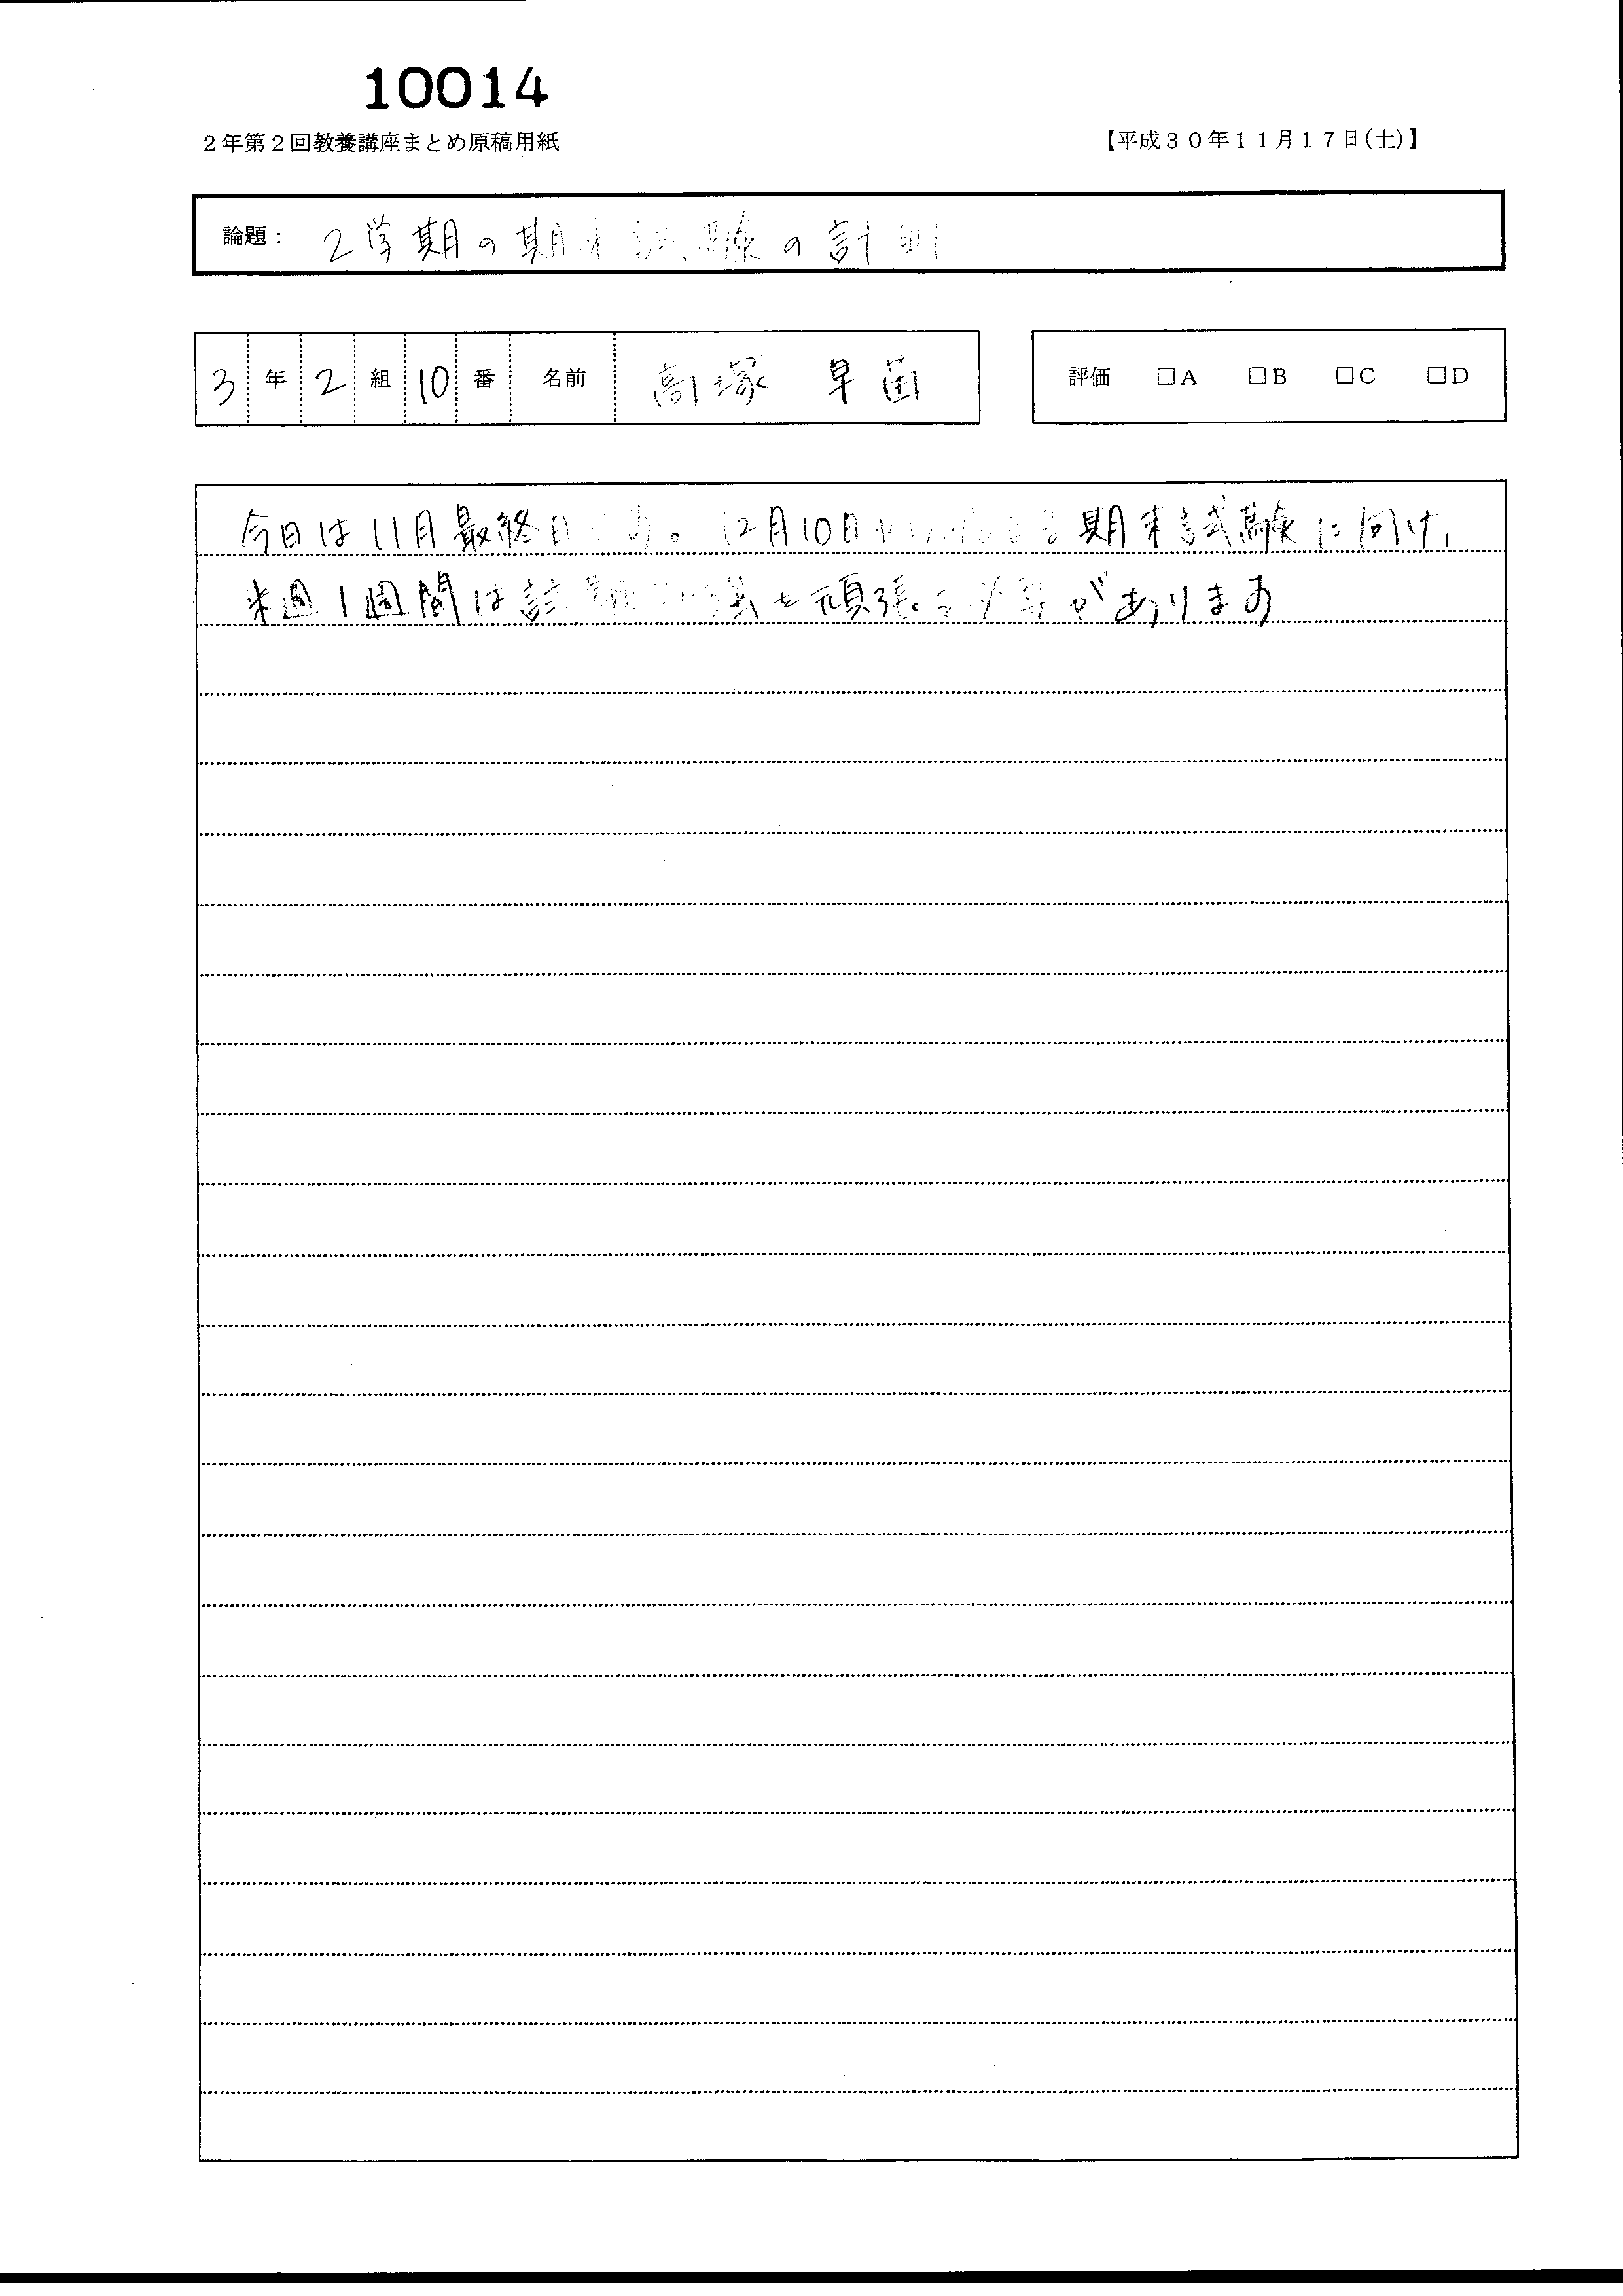 10014
2年第2回教養講座まとめ原稿用紙
【平成30年11月17日(土)】
論題： 2学期の期末試験の計画
3年2組10番 名前 高塚 早苗
評価 □A □B □C □D
今日は11月最終日です。12月10日から始まる期末試験に向け、
来週1週間は試験勉強を頑張る必要があります